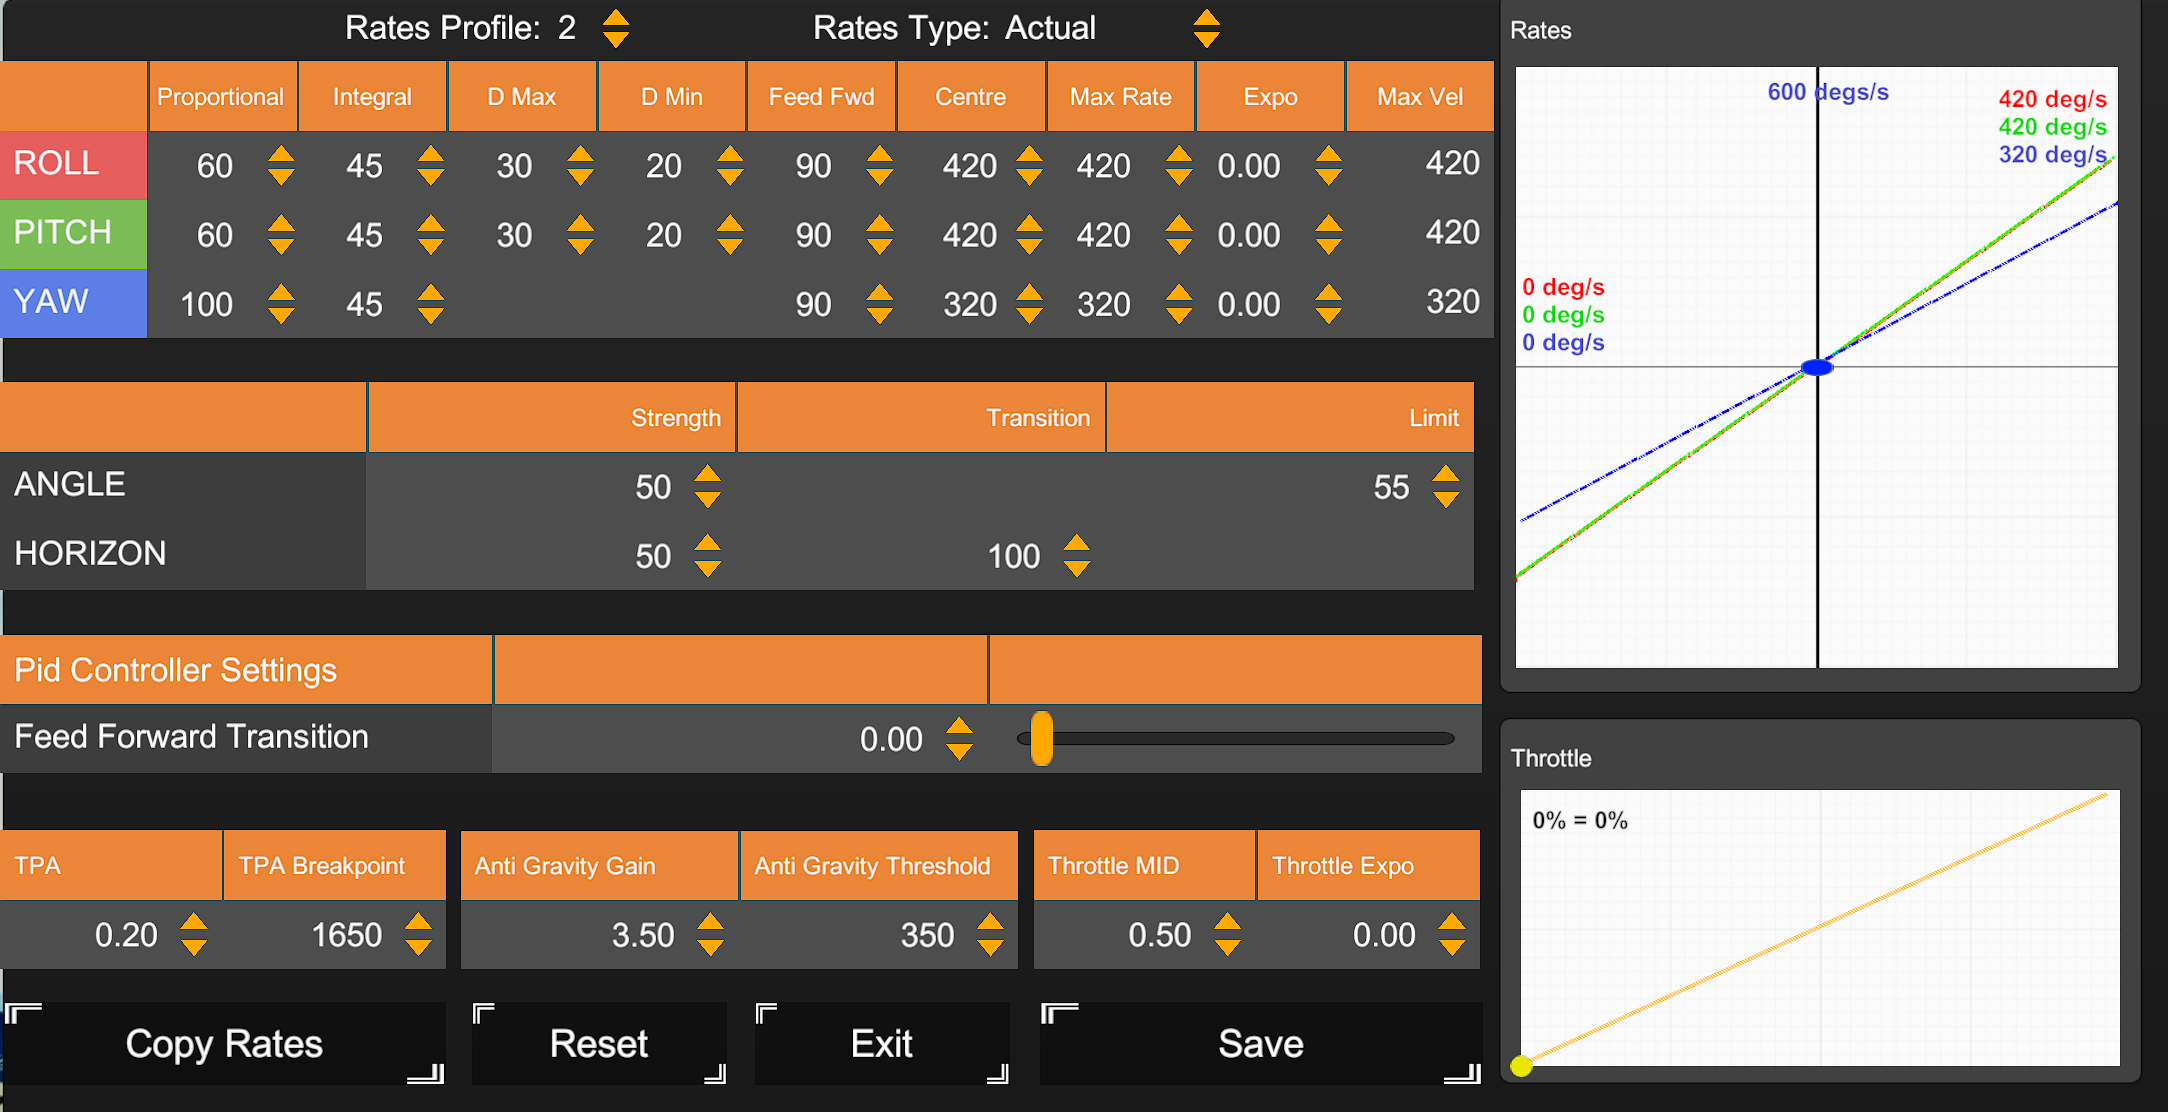 Rates Profile: 2 Rates Type: Actual
Proportional Integral D Max D Min Feed Fwd Centre Max Rate Expo Max Vel
ROLL 60 45 30 20 90 420 420 0.00 420
PITCH 60 45 30 20 90 420 420 0.00 420
YAW 100 45 90 320 320 0.00 320
Strength Transition Limit
ANGLE 50 55
HORIZON 50 100
Pid Controller Settings
Feed Forward Transition 0.00
TPA TPA Breakpoint Anti Gravity Gain Anti Gravity Threshold Throttle MID Throttle Expo
0.20 1650 3.50 350 0.50 0.00
Copy Rates Reset Exit Save
Rates
600 degs/s
420 deg/s
420 deg/s
320 deg/s
0 deg/s
0 deg/s
0 deg/s
Throttle
0% = 0%